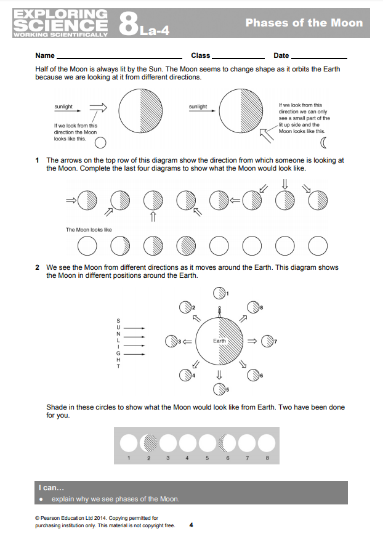 EXPLORING
SCIENCE
WORKING SCIENTIFICALLY
8La-4
Phases of the Moon
Name
Class
Date
Half of the Moon is always lit by the Sun. The Moon seems to change shape as it orbits the Earth
because we are looking at it from different directions.
sunlight
If we look from this
direction the Moon
looks like this.
sunlight
If we look from this
direction we can only
see a small part of the
lit up side and the
Moon looks like this.
1 The arrows on the top row of this diagram show the direction from which someone is looking at
the Moon. Complete the last four diagrams to show what the Moon would look like.
The Moon looks like
2 We see the Moon from different directions as it moves around the Earth. This diagram shows
the Moon in different positions around the Earth.
SUNLIGHT
1
2
8
3
Earth
7
4
6
5
Shade in these circles to show what the Moon would look like from Earth. Two have been done
for you.
1 2 3 4 5 6 7 8
I can…
• explain why we see phases of the Moon.
© Pearson Education Ltd 2014. Copying permitted for
purchasing institution only. This material is not copyright free.
4